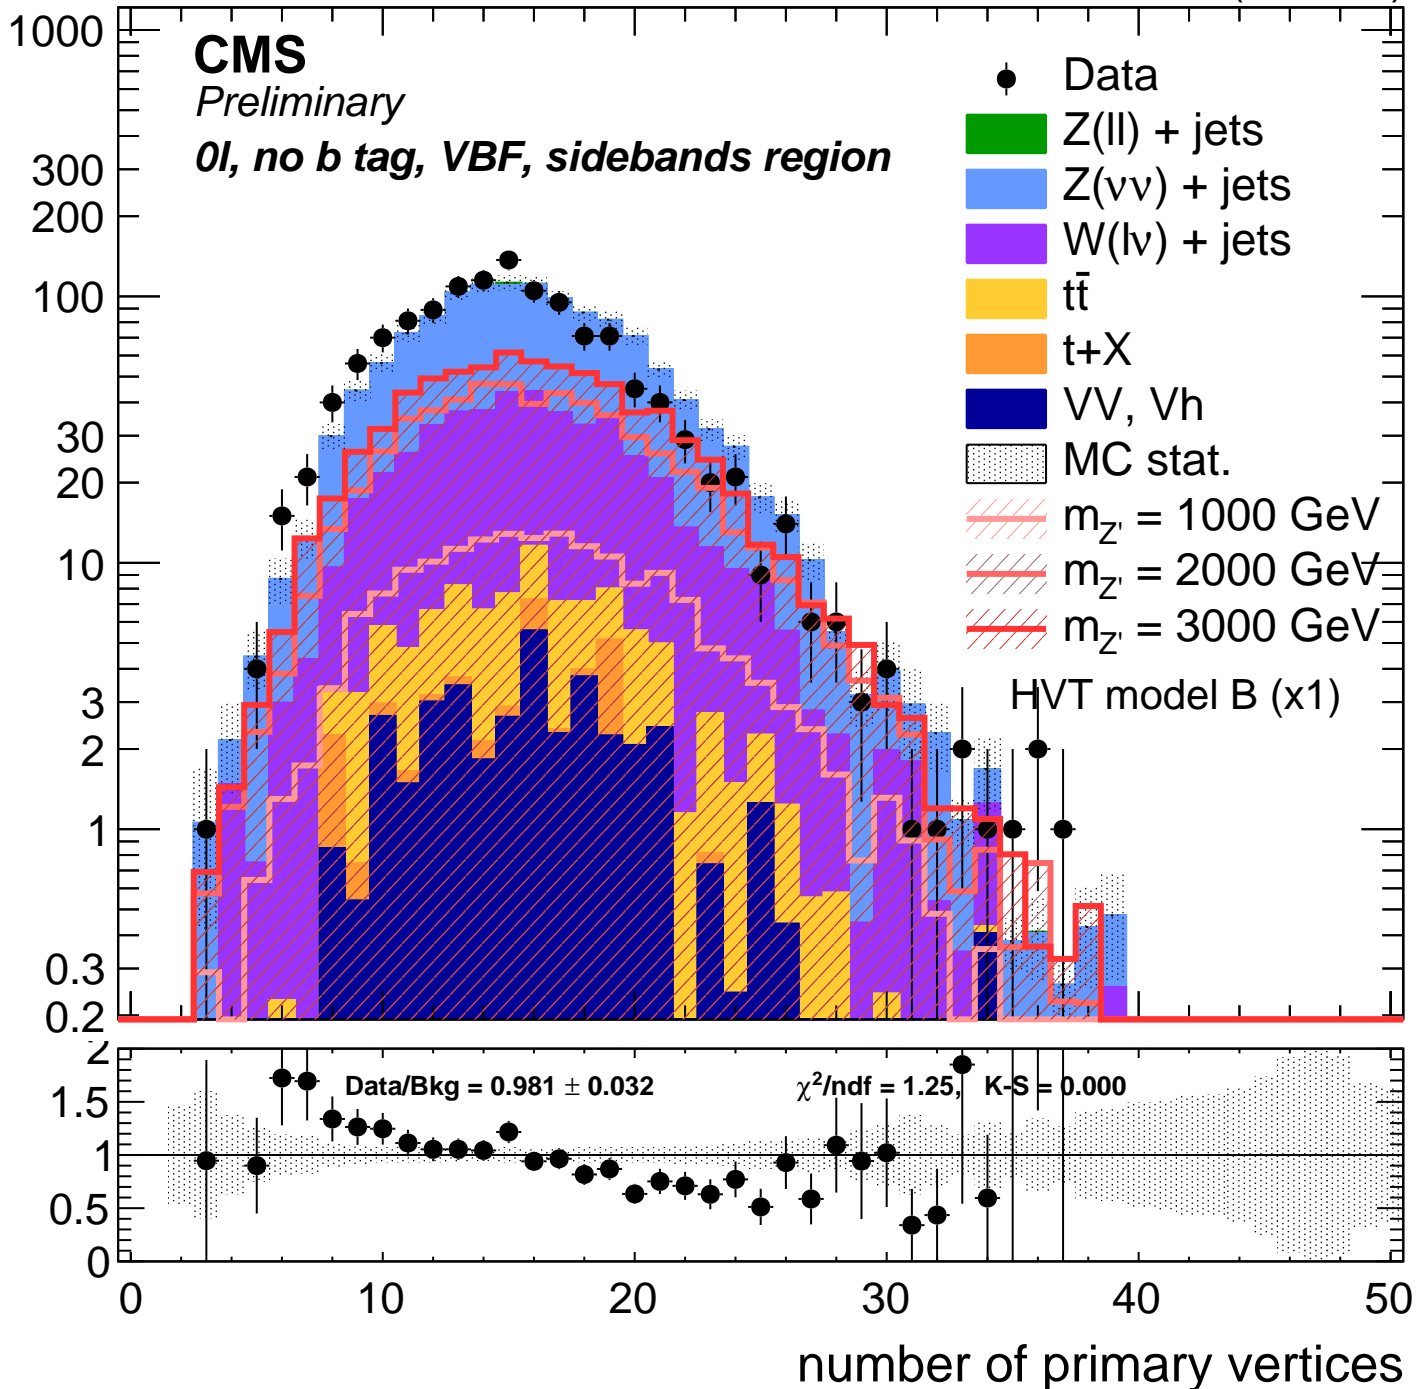 CMS
Preliminary
0l, no b tag, VBF, sidebands region
Data
Z(ll) + jets
Z(νν) + jets
W(lν) + jets
tt̄
t+X
VV, Vh
MC stat.
m_Z' = 1000 GeV
m_Z' = 2000 GeV
m_Z' = 3000 GeV
HVT model B (x1)
1000
300
200
100
30
20
10
3
2
1
0.3
0.2
Data/Bkg = 0.981 ± 0.032
χ²/ndf = 1.25, K-S = 0.000
2
1.5
1
0.5
0
0 10 20 30 40 50
number of primary vertices